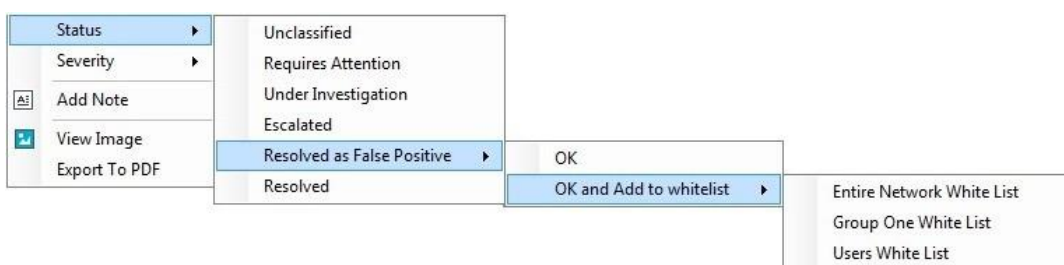 Status
Severity
Add Note
View Image
Export To PDF
Unclassified
Requires Attention
Under Investigation
Escalated
Resolved as False Positive
Resolved
OK
OK and Add to whitelist
Entire Network White List
Group One White List
Users White List